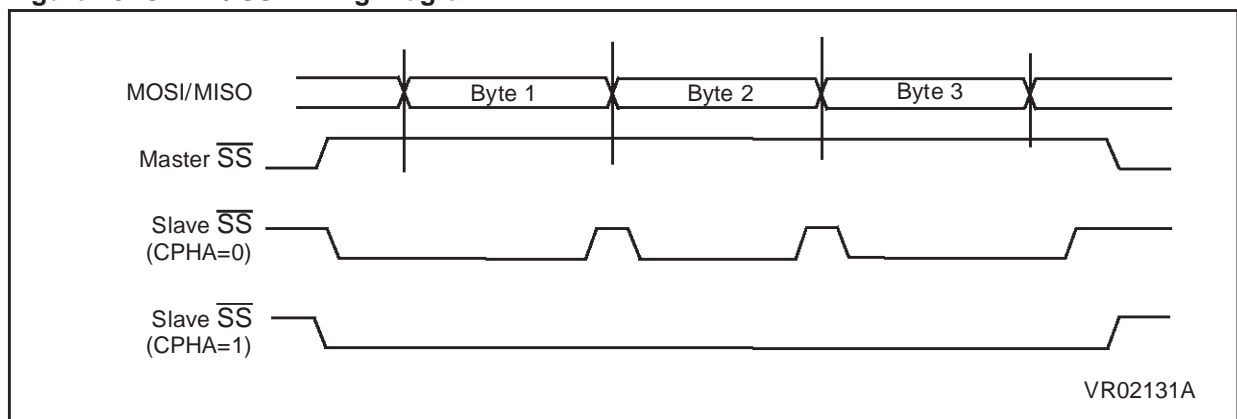 MOSI/MISO
Byte 1 Byte 2 Byte 3
Master SS
Slave SS
(CPHA=0)
Slave SS
(CPHA=1)
VR02131A